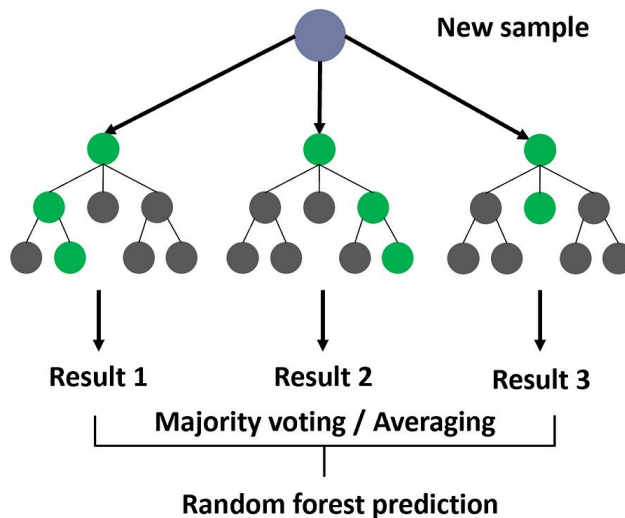 New sample
Result 1
Result 2
Result 3
Majority voting / Averaging
Random forest prediction